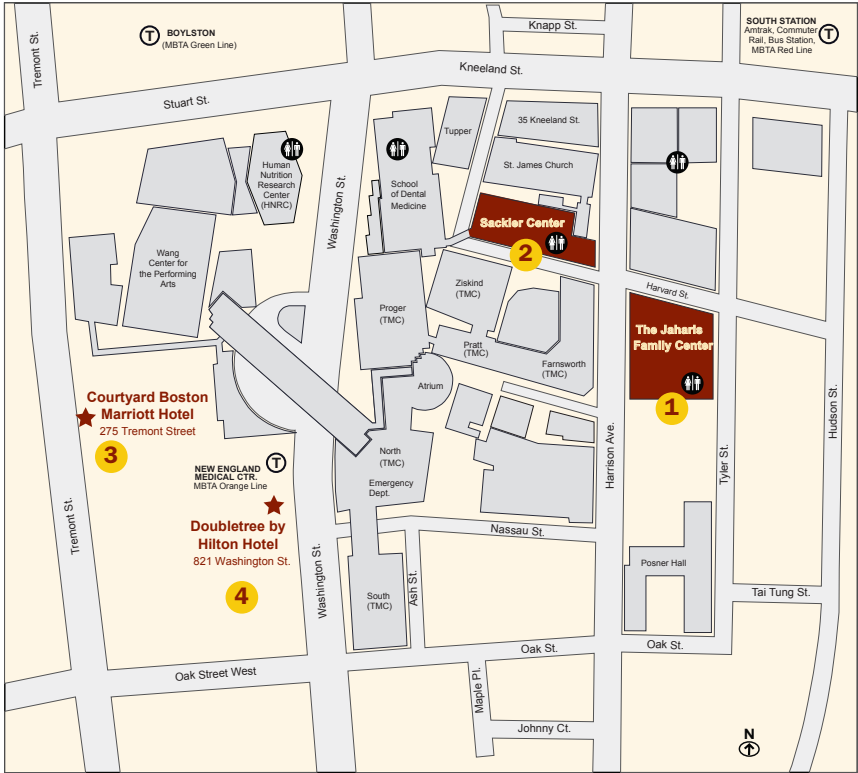 Tremont St.
T
BOYLSTON
(MBTA Green Line)
Knapp St.
SOUTH STATION
Amtrak, Commuter
Rail, Bus Station,
MBTA Red Line
T
Kneeland St.
Stuart St.
35 Kneeland St.
Tupper
St. James Church
Human
Nutrition
Research
Center
(HNRC)
School
of Dental
Medicine
Washington St.
Sackler Center
2
Wang
Center for
the Performing
Arts
Ziskind
(TMC)
Harvard St.
Proger
(TMC)
The Jaharis
Family Center
Pratt
(TMC)
Farnsworth
(TMC)
Atrium
1
Courtyard Boston
Marriott Hotel
275 Tremont Street
3
Hudson St.
Harrison Ave.
Tyler St.
North
(TMC)
Emergency
Dept.
NEW ENGLAND
MEDICAL CTR.
MBTA Orange Line
T
Tremont St.
Doubletree by
Hilton Hotel
821 Washington St.
4
Nassau St.
Washington St.
Ash St.
South
(TMC)
Posner Hall
Tai Tung St.
Oak St.
Oak St.
Oak Street West
Maple Pl.
Johnny Ct.
N